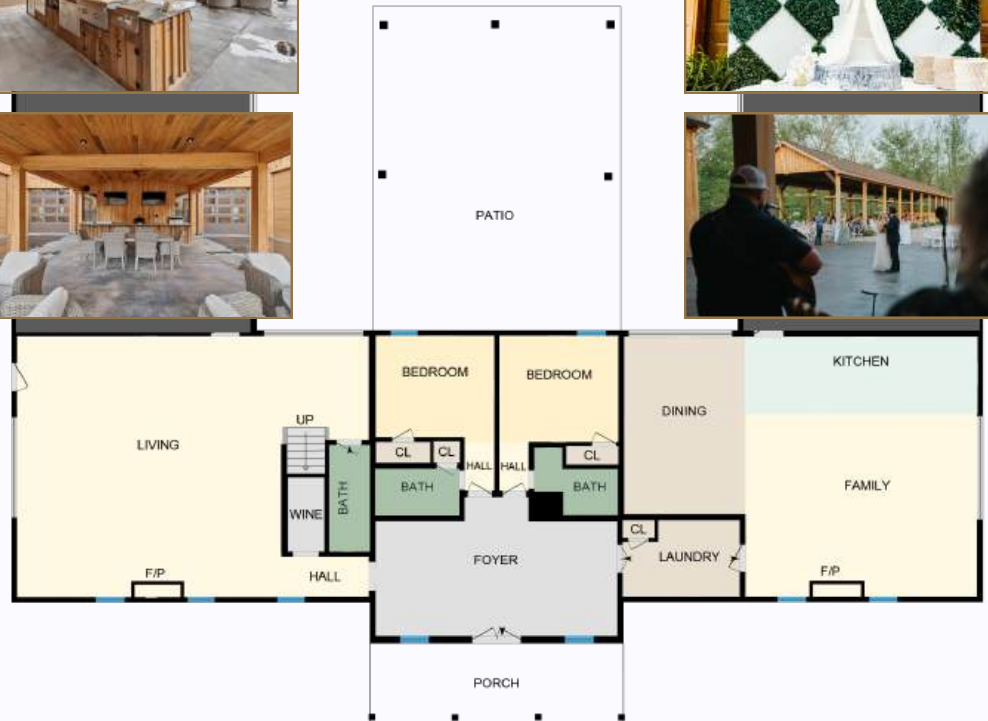 PATIO
BEDROOM
BEDROOM
KITCHEN
DINING
UP
LIVING
CL
CL
HALL
HALL
CL
BATH
BATH
BATH
FAMILY
WINE
CL
FOYER
LAUNDRY
F/P
HALL
F/P
PORCH